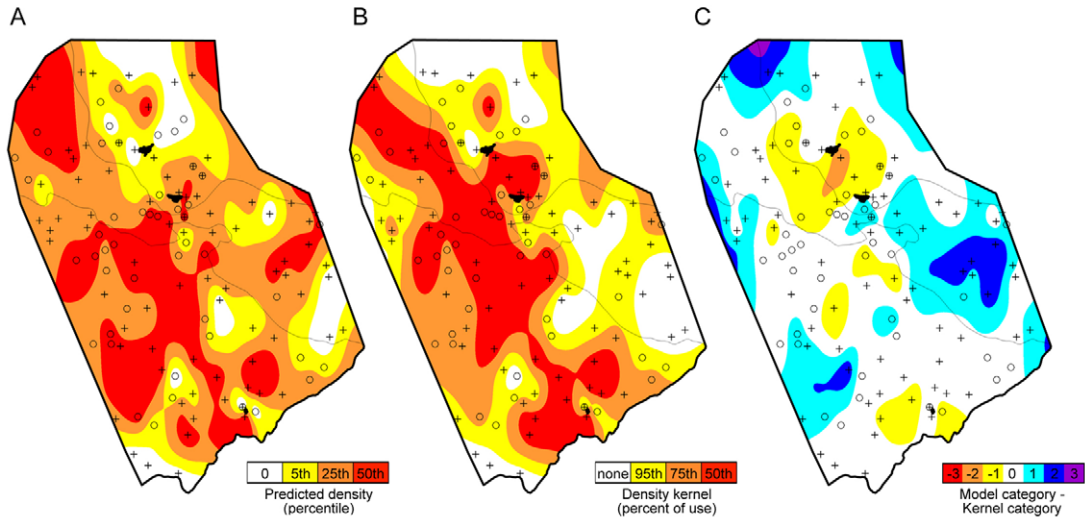 A B C
0 5th 25th 50th
Predicted density
(percentile)
none 95th 75th 50th
Density kernel
(percent of use)
-3 -2 -1 0 1 2 3
Model category -
Kernel category